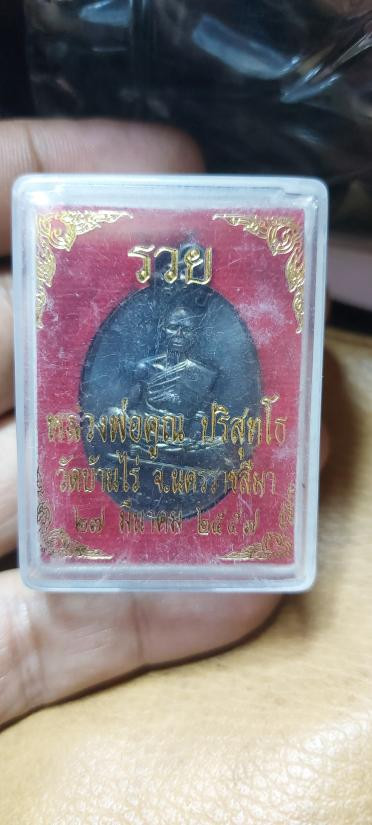 รวย
หลวงพ่อคูณ ปริสุทฺโธ
วัดบ้านไร่ จ.นครราชสีมา
๒๗ มีนาคม ๒๕๕๗